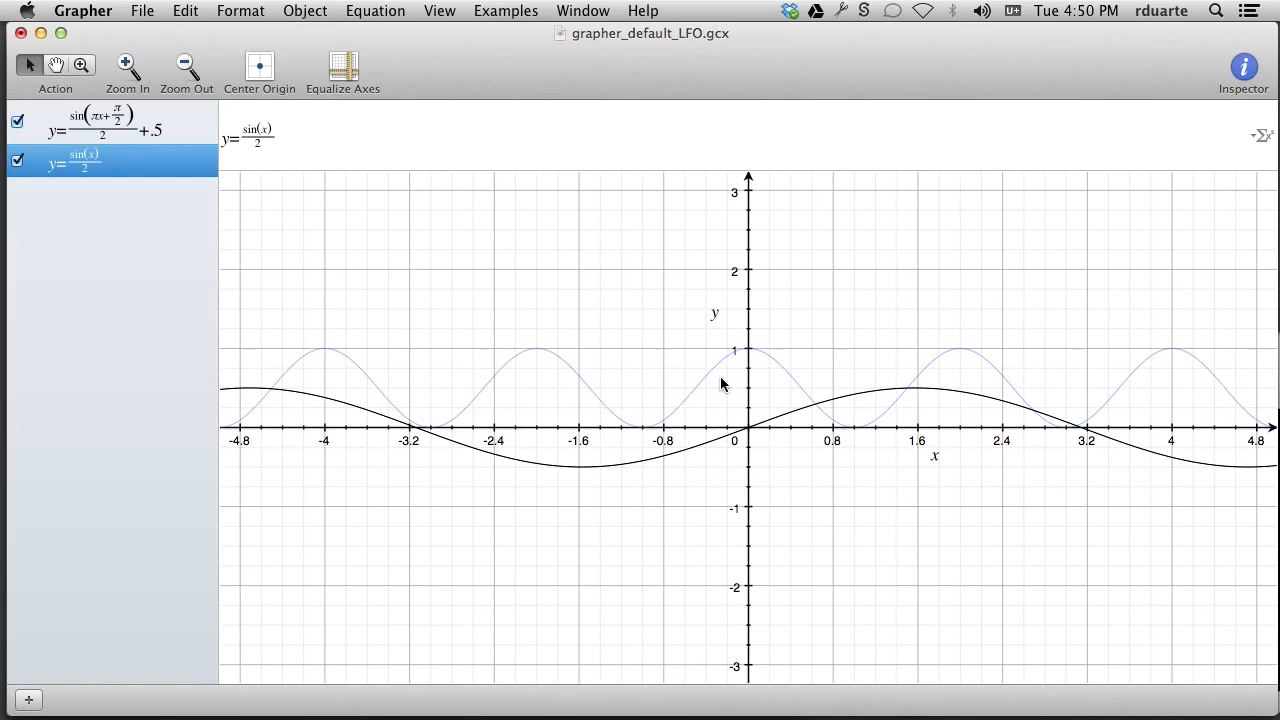 Grapher File Edit Format Object Equation View Examples Window Help Tue 4:50 PM rduarte
grapher_default_LFO.gcx
Action Zoom In Zoom Out Center Origin Equalize Axes Inspector
y=sin(πx+π/2)/2+.5
y=sin(x)/2
y=sin(x)/2
Σx²
3
2
y
1
-4.8 -4 -3.2 -2.4 -1.6 -0.8 0 0.8 1.6 2.4 3.2 4 4.8
x
-1
-2
-3